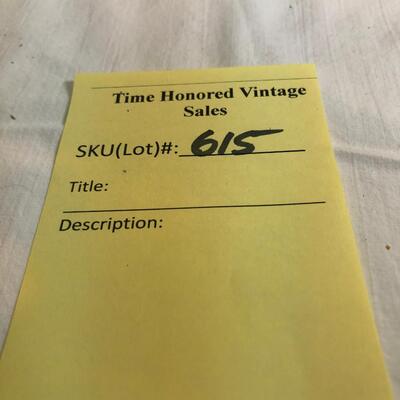 Time Honored Vintage
Sales
SKU(Lot)#: 615
Title:
Description: